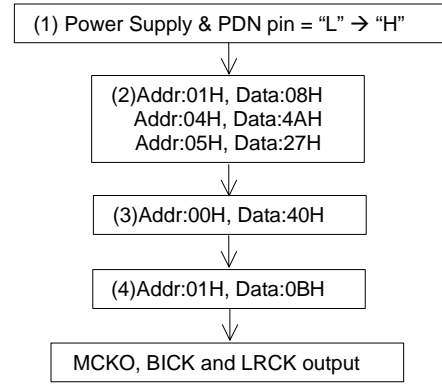 (1) Power Supply & PDN pin = “L” → “H”
(2)Addr:01H, Data:08H
Addr:04H, Data:4AH
Addr:05H, Data:27H
(3)Addr:00H, Data:40H
(4)Addr:01H, Data:0BH
MCKO, BICK and LRCK output